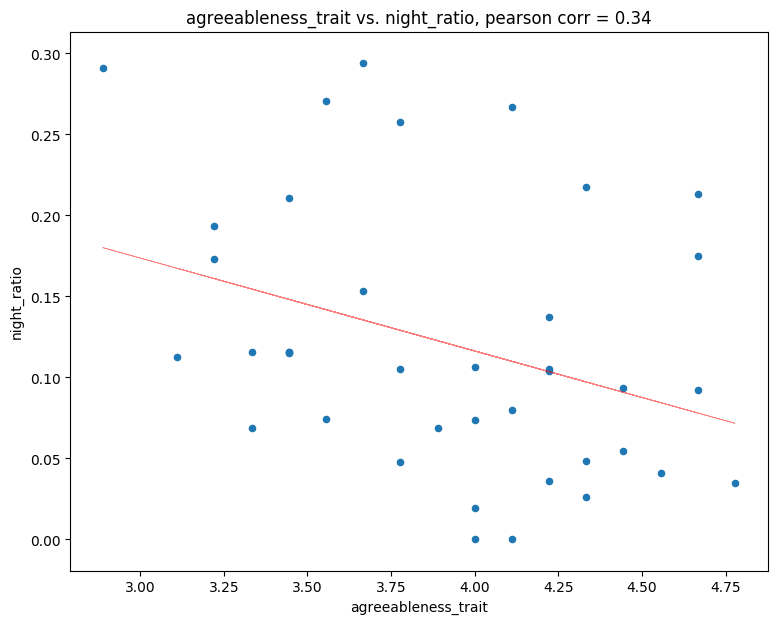 agreeableness_trait vs. night_ratio, pearson corr = 0.34
0.30
0.25
0.20
0.15
0.10
0.05
0.00
night_ratio
3.00 3.25 3.50 3.75 4.00 4.25 4.50 4.75
agreeableness_trait